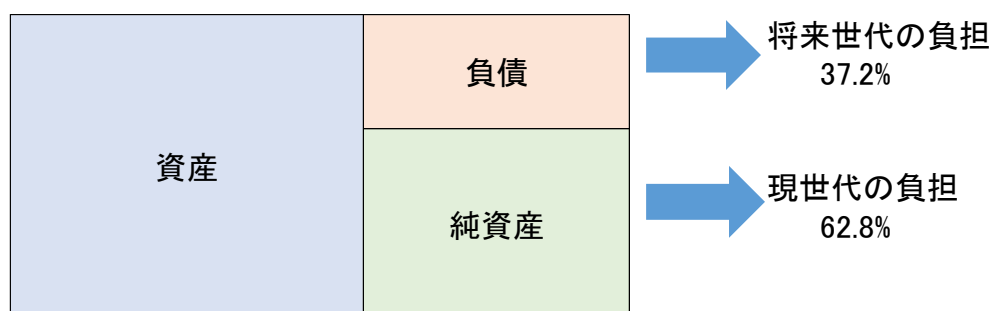 資産
負債
純資産
将来世代の負担
37.2%
現世代の負担
62.8%